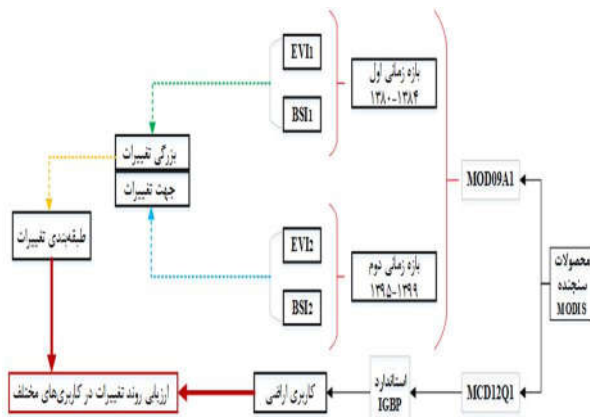 محصولات
سنجنده
MODIS
MOD09A1
بازه زمانی اول
۱۳۸۰-۱۳۸۴
EVI1
BSI1
بازه زمانی دوم
۱۳۹۵-۱۳۹۹
EVI2
BSI2
بزرگی تغییرات
جهت تغییرات
طبقه‌بندی تغییرات
MCD12Q1
استاندارد
IGBP
کاربری اراضی
ارزیابی روند تغییرات در کاربری‌های مختلف